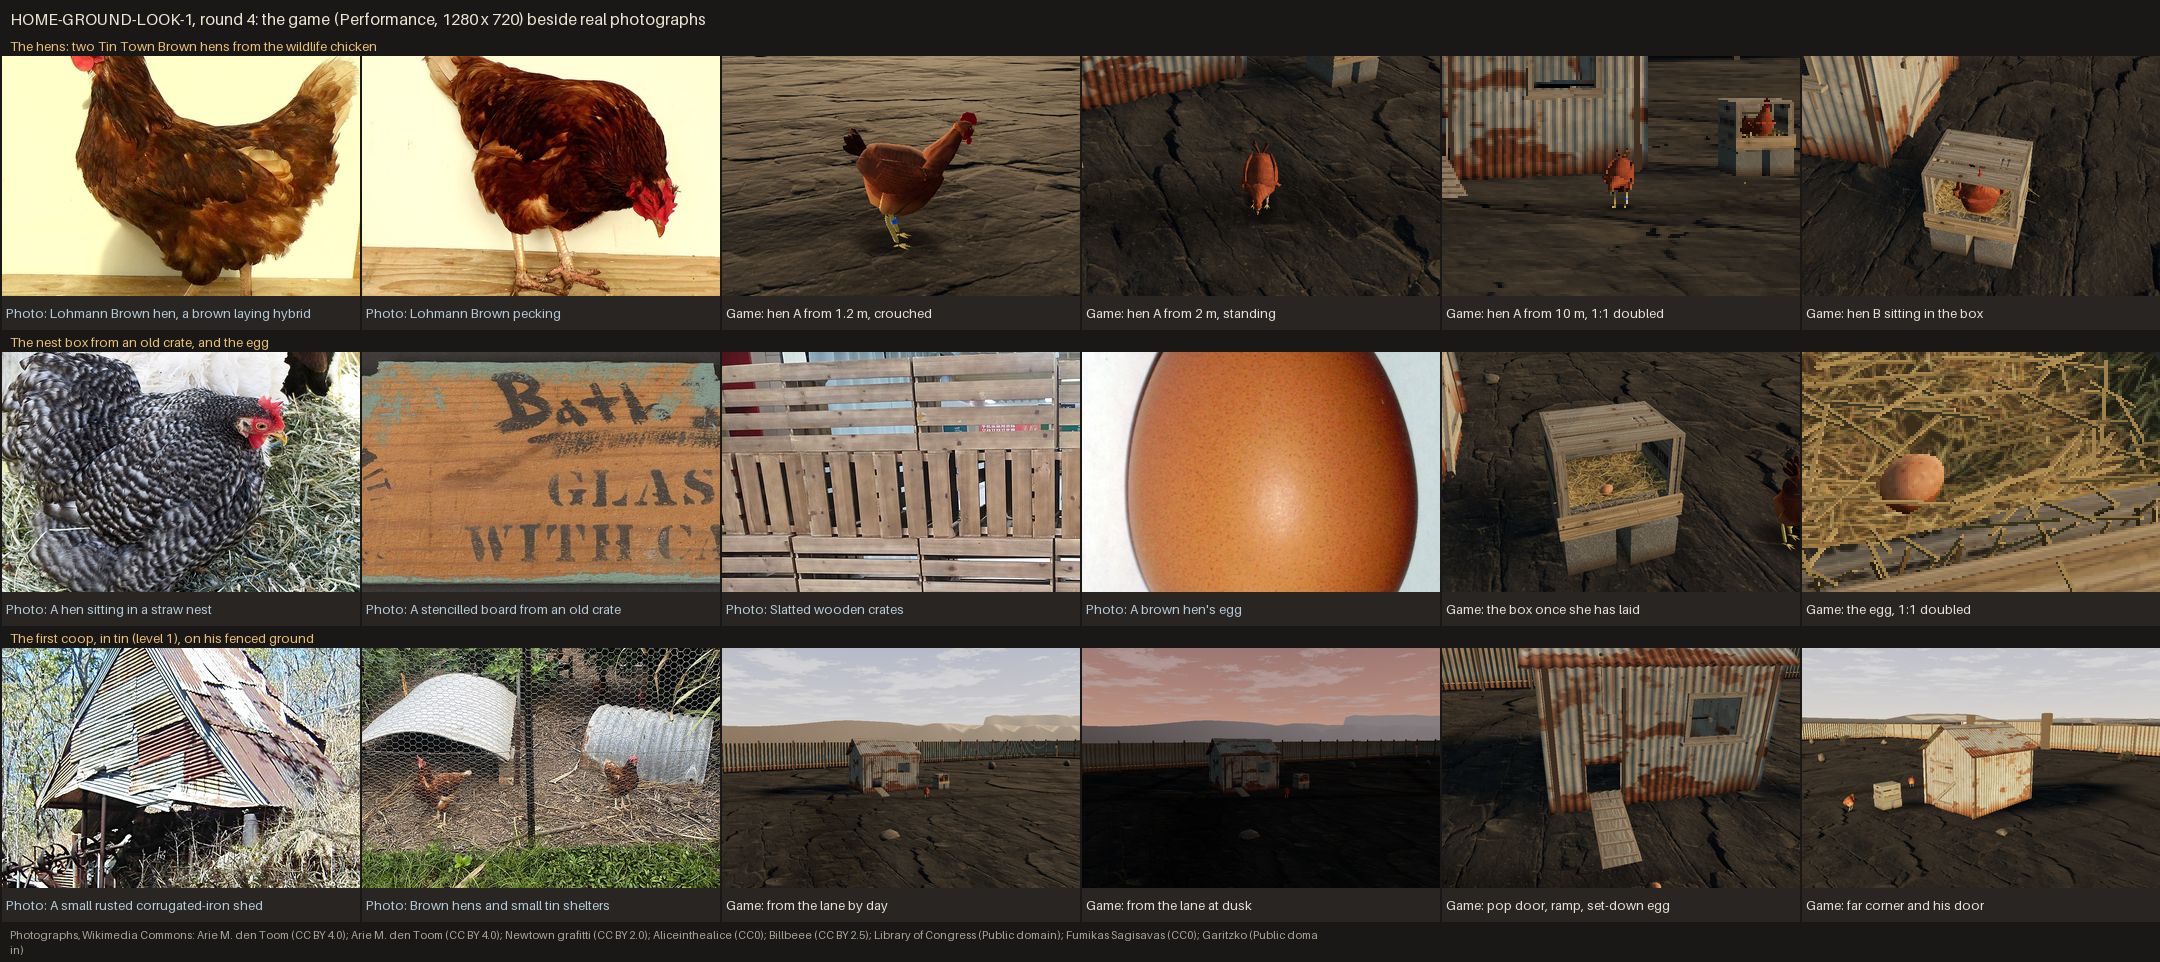 HOME-GROUND-LOOK-1, round 4: the game (Performance, 1280 x 720) beside real photographs
The hens: two Tin Town Brown hens from the wildlife chicken
Photo: Lohmann Brown hen, a brown laying hybrid
Photo: Lohmann Brown pecking
Game: hen A from 1.2 m, crouched
Game: hen A from 2 m, standing
Game: hen A from 10 m, 1:1 doubled
Game: hen B sitting in the box
The nest box from an old crate, and the egg
Bath
GLAS
WITH CA
Photo: A hen sitting in a straw nest
Photo: A stencilled board from an old crate
Photo: Slatted wooden crates
Photo: A brown hen's egg
Game: the box once she has laid
Game: the egg, 1:1 doubled
The first coop, in tin (level 1), on his fenced ground
Photo: A small rusted corrugated-iron shed
Photo: Brown hens and small tin shelters
Game: from the lane by day
Game: from the lane at dusk
Game: pop door, ramp, set-down egg
Game: far corner and his door
Photographs, Wikimedia Commons: Arie M. den Toom (CC BY 4.0); Arie M. den Toom (CC BY 4.0); Newtown grafitti (CC BY 2.0); Aliceinthealice (CC0); Billbeee (CC BY 2.5); Library of Congress (Public domain); Fumikas Sagisavas (CC0); Garitzko (Public doma
in)